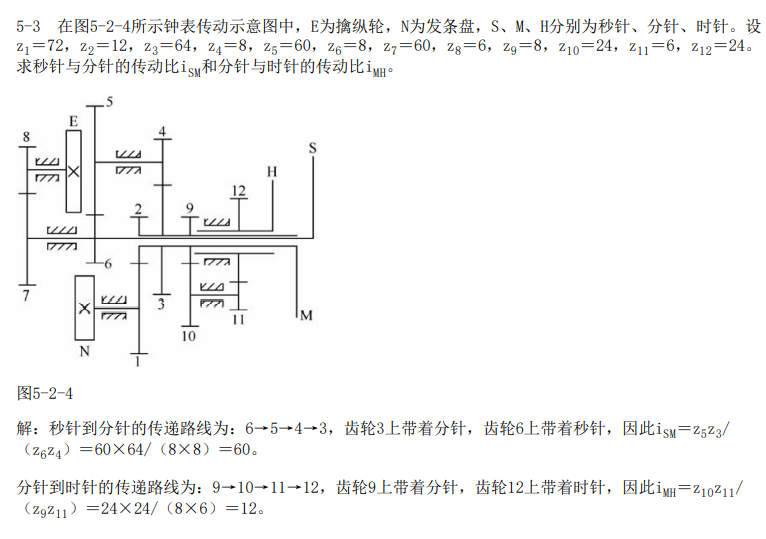 5-3 在图5-2-4所示钟表传动示意图中，E为擒纵轮，N为发条盘，S、M、H分别为秒针、分针、时针。设
z₁＝72，z₂＝12，z₃＝64，z₄＝8，z₅＝60，z₆＝8，z₇＝60，z₈＝6，z₉＝8，z₁₀＝24，z₁₁＝6，z₁₂＝24。
求秒针与分针的传动比i_SM和分针与时针的传动比i_MH。
5
E
8
4
S
H
12
2
9
6
7
3
M
11
10
N
1
图5-2-4
解：秒针到分针的传递路线为：6→5→4→3，齿轮3上带着分针，齿轮6上带着秒针，因此i_SM＝z₅z₃/
（z₆z₄）＝60×64/（8×8）＝60。
分针到时针的传递路线为：9→10→11→12，齿轮9上带着分针，齿轮12上带着时针，因此i_MH＝z₁₀z₁₁/
（z₉z₁₁）＝24×24/（8×6）＝12。